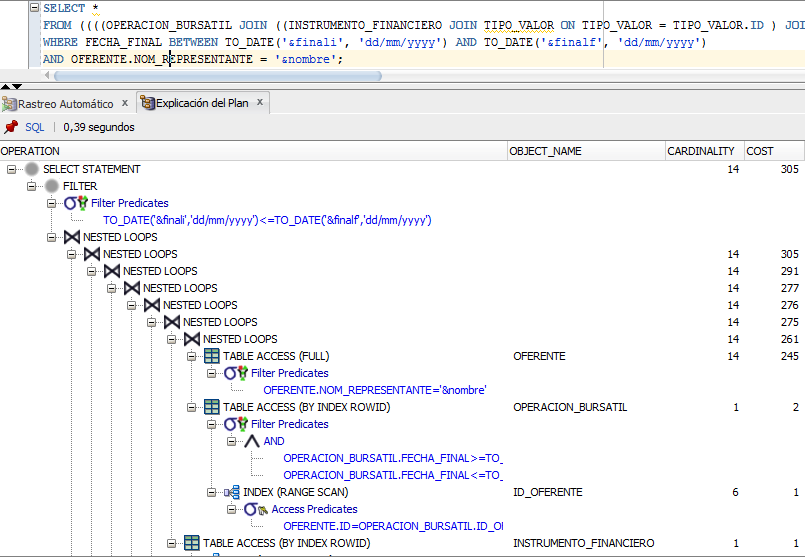 SELECT *
FROM ((((OPERACION_BURSATIL JOIN ((INSTRUMENTO_FINANCIERO JOIN TIPO_VALOR ON TIPO_VALOR = TIPO_VALOR.ID ) JOI
WHERE FECHA_FINAL BETWEEN TO_DATE('&finali', 'dd/mm/yyyy') AND TO_DATE('&finalf', 'dd/mm/yyyy')
AND OFERENTE.NOM_REPRESENTANTE = '&nombre';
Rastreo Automático x Explicación del Plan x
SQL | 0,39 segundos
OPERATION OBJECT_NAME CARDINALITY COST
SELECT STATEMENT 14 305
FILTER
Filter Predicates
TO_DATE('&finali','dd/mm/yyyy')<=TO_DATE('&finalf','dd/mm/yyyy')
NESTED LOOPS
NESTED LOOPS 14 305
NESTED LOOPS 14 291
NESTED LOOPS 14 277
NESTED LOOPS 14 276
NESTED LOOPS 14 275
NESTED LOOPS 14 261
TABLE ACCESS (FULL) OFERENTE 14 245
Filter Predicates
OFERENTE.NOM_REPRESENTANTE='&nombre'
TABLE ACCESS (BY INDEX ROWID) OPERACION_BURSATIL 1 2
Filter Predicates
AND
OPERACION_BURSATIL.FECHA_FINAL>=TO_
OPERACION_BURSATIL.FECHA_FINAL<=TO_
INDEX (RANGE SCAN) ID_OFERENTE 6 1
Access Predicates
OFERENTE.ID=OPERACION_BURSATIL.ID_O
TABLE ACCESS (BY INDEX ROWID) INSTRUMENTO_FINANCIERO 1 1